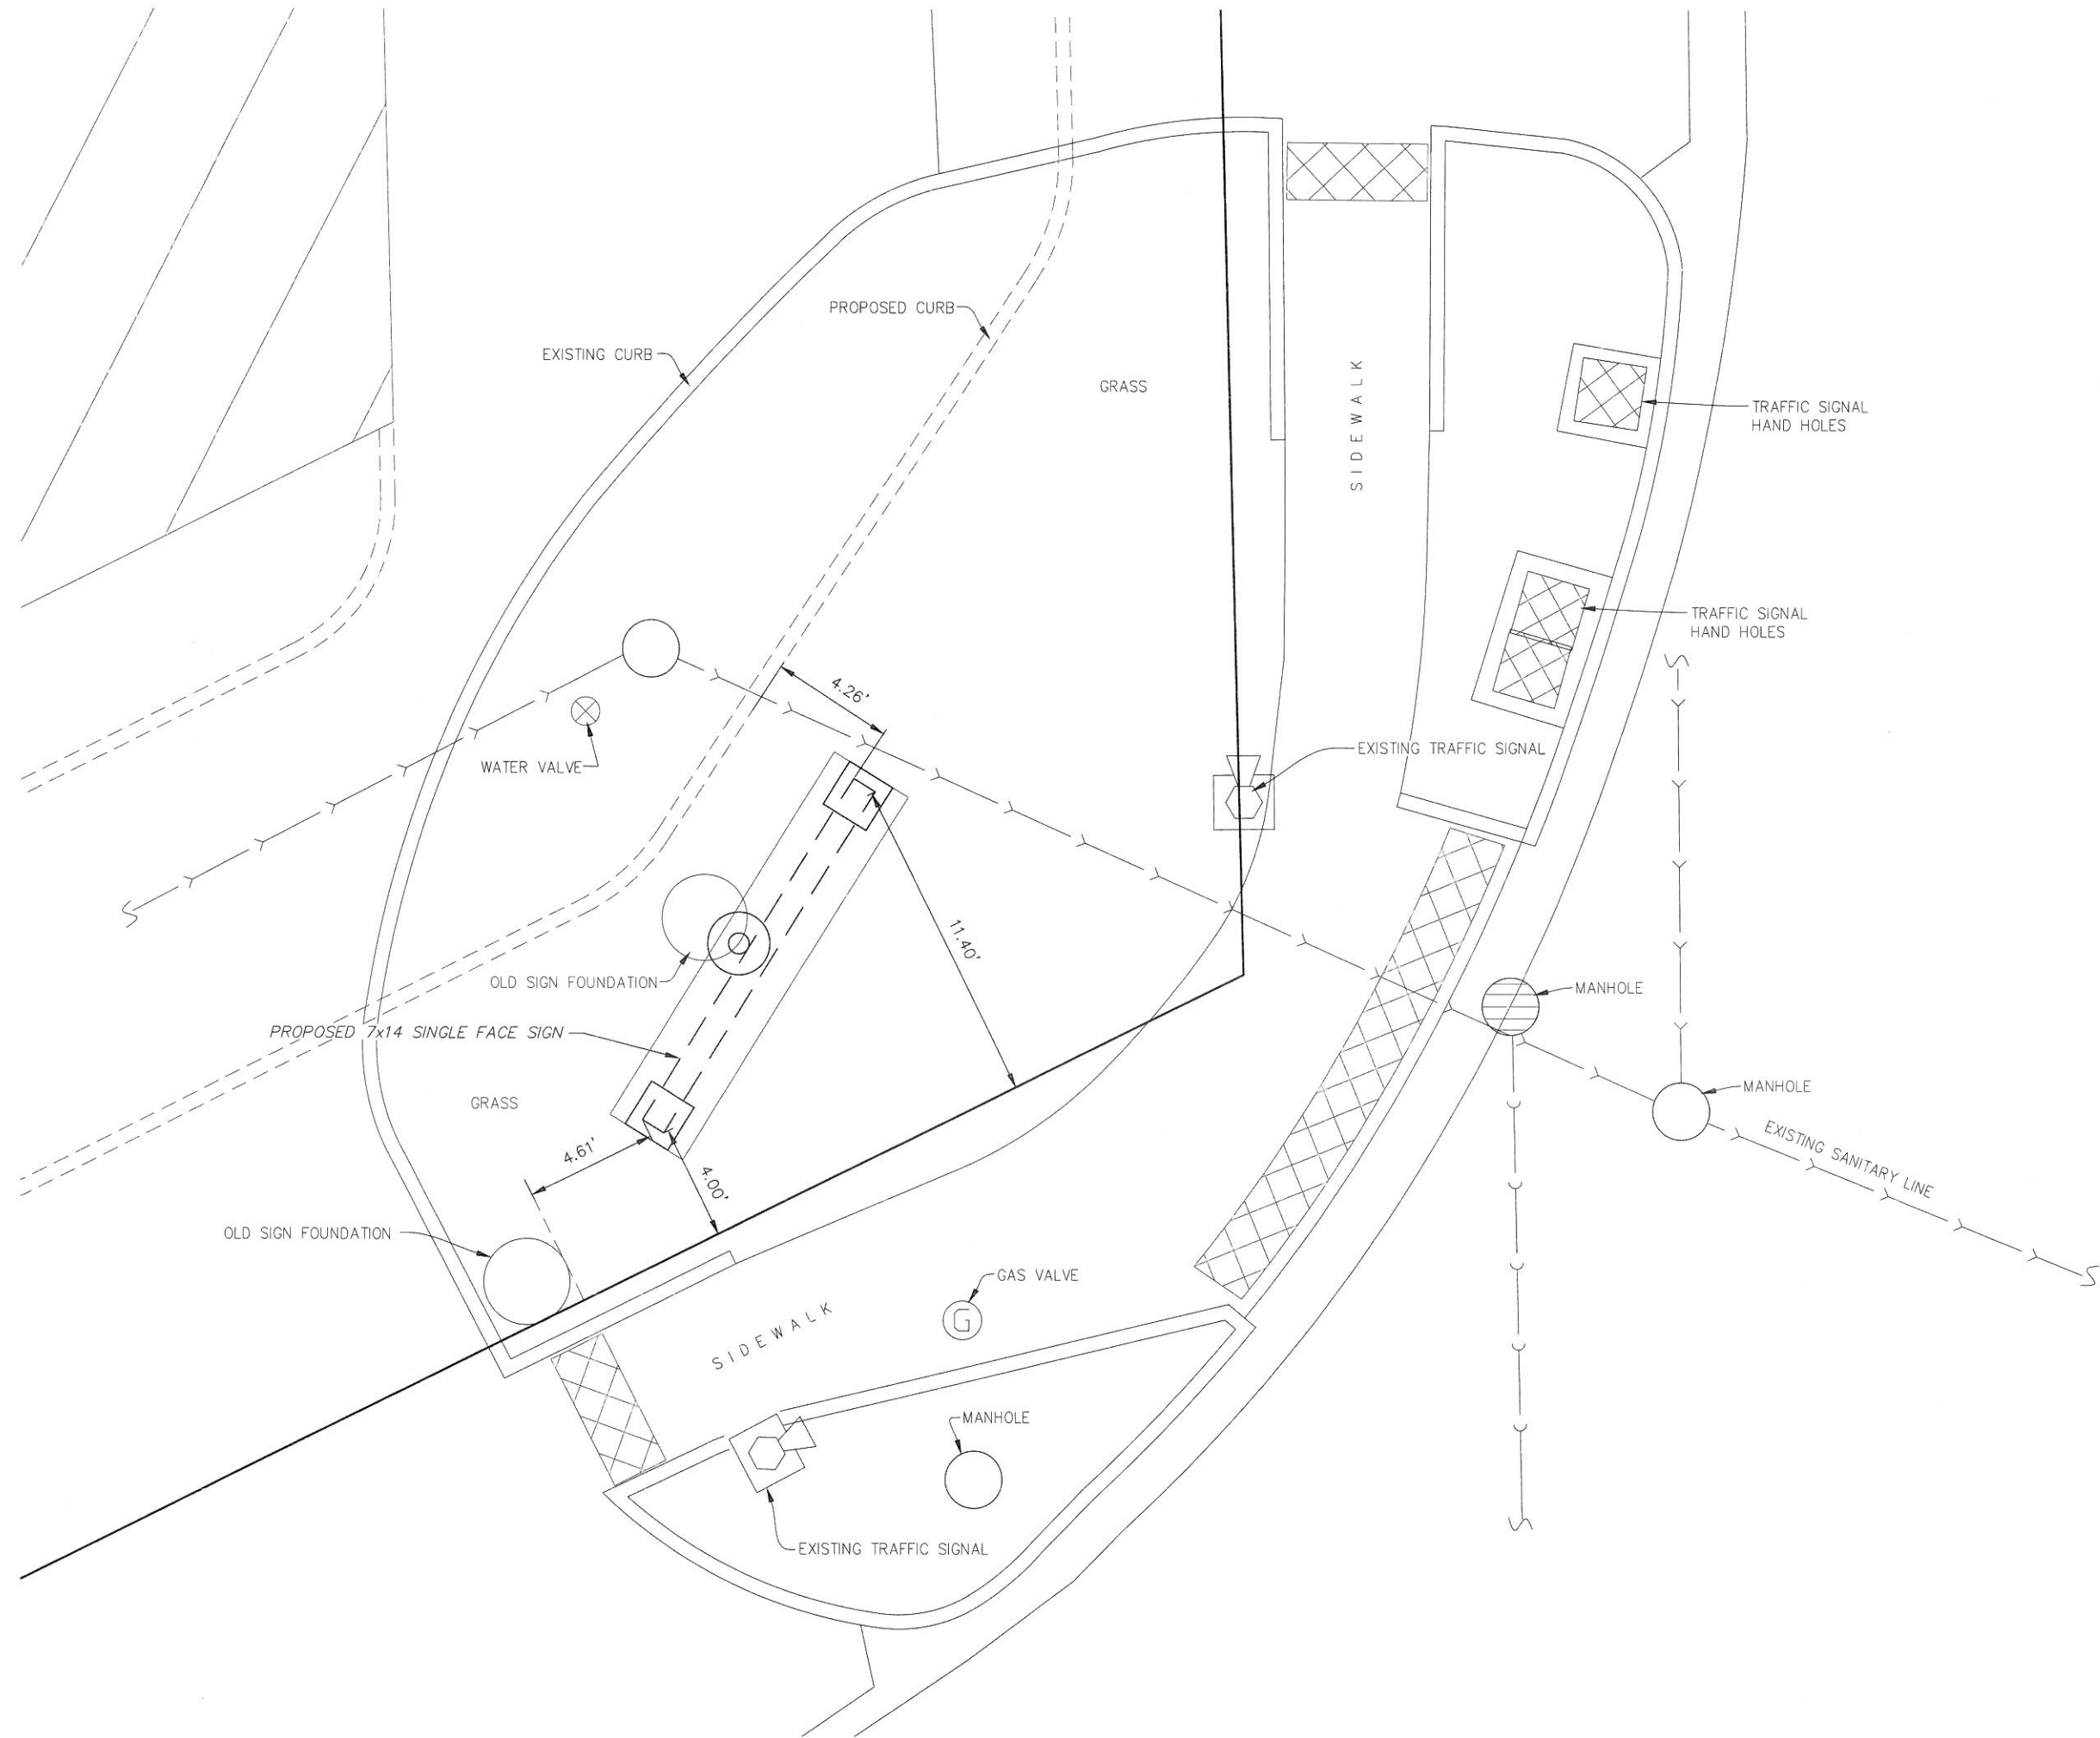 PROPOSED CURB
EXISTING CURB
GRASS
SIDEWALK
TRAFFIC SIGNAL
HAND HOLES
TRAFFIC SIGNAL
HAND HOLES
4.26'
WATER VALVE
EXISTING TRAFFIC SIGNAL
11.40'
OLD SIGN FOUNDATION
MANHOLE
PROPOSED 7x14 SINGLE FACE SIGN
MANHOLE
GRASS
EXISTING SANITARY LINE
4.61'
4.00'
OLD SIGN FOUNDATION
GAS VALVE
G
SIDEWALK
MANHOLE
EXISTING TRAFFIC SIGNAL